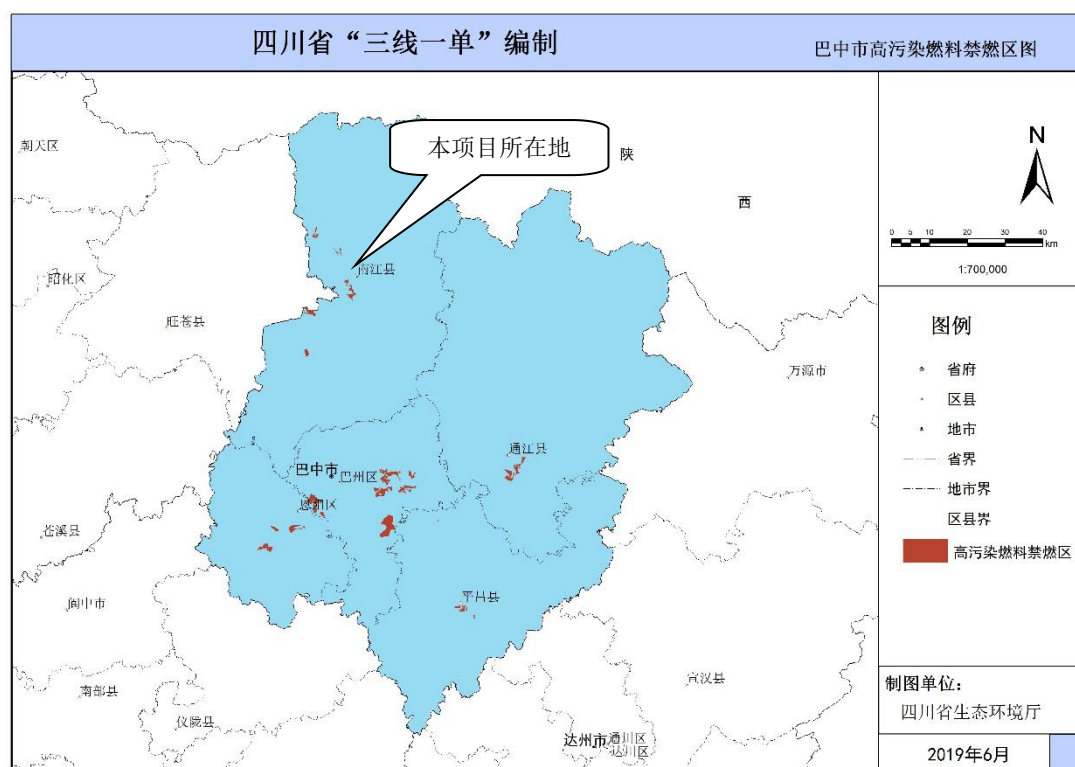 四川省“三线一单”编制
巴中市高污染燃料禁燃区图
本项目所在地
陕
西
朝天区
南江县
昭化区
旺苍县
万源市
通江县
巴中市
巴州区
恩阳区
苍溪县
阆中市
平昌县
南部县
仪陇县
宣汉县
达州市
通川区
达川区
N
0 5 10 20 30 40
km
1:700,000
图例
省府
区县
地市
省界
地市界
区县界
高污染燃料禁燃区
制图单位：
四川省生态环境厅
2019年6月